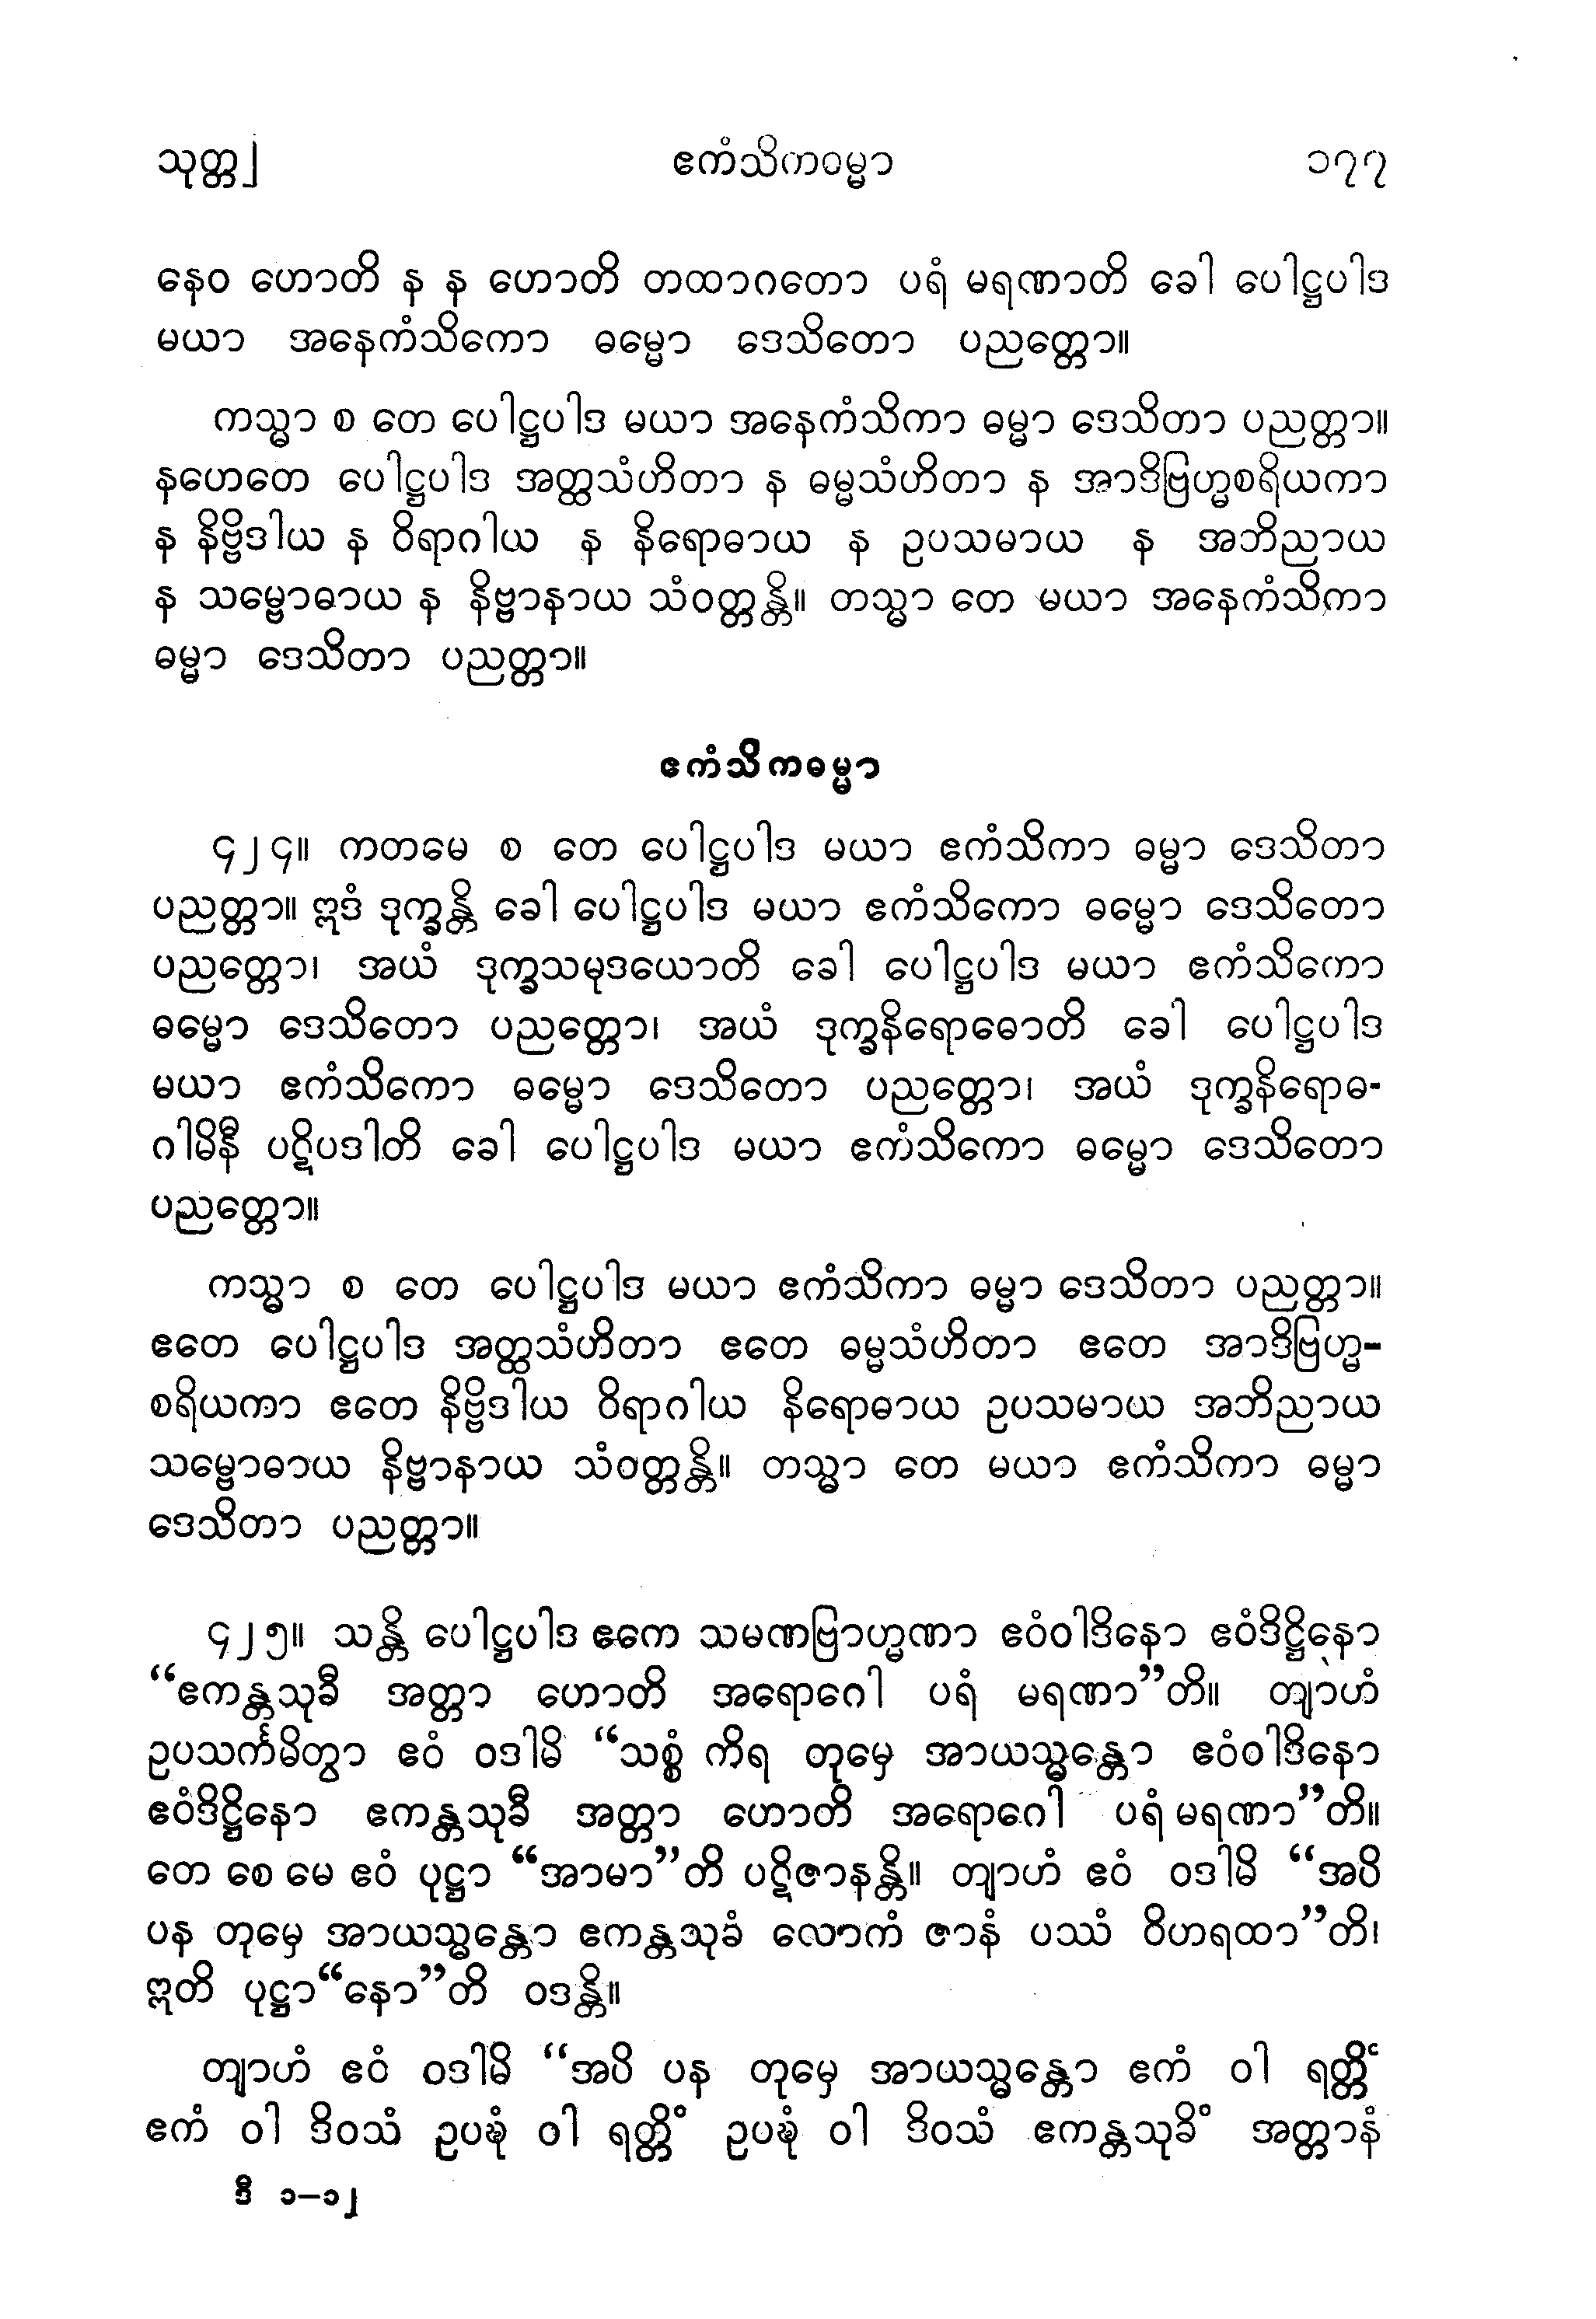 သုတ္တ] ဧကံသိကဓမ္မာ ၁၇၇
နေဝ ဟောတိ န န ဟောတိ တထာဂတော ပရံ မရဏာတိ ခေါ ပေါဋ္ဌပါဒ
မယာ အနေကံသိကော ဓမ္မော ဒေသိတော ပညတ္တော။
ကသ္မာ စ တေ ပေါဋ္ဌပါဒ မယာ အနေကံသိကာ ဓမ္မာ ဒေသိတာ ပညတ္တာ။
နဟေတေ ပေါဋ္ဌပါဒ အတ္ထသံဟိတာ န ဓမ္မသံဟိတာ န အာဒိဗြဟ္မစရိယကာ
န နိဗ္ဗိဒါယ န ဝိရာဂါယ န နိရောဓာယ န ဥပသမာယ န အဘိညာယ
န သမ္ဗောဓာယ န နိဗ္ဗာနာယ သံဝတ္တန္တိ။ တသ္မာ တေ မယာ အနေကံသိကာ
ဓမ္မာ ဒေသိတာ ပညတ္တာ။
ဧကံသိကဓမ္မာ
၄၂၄။ ကတမေ စ တေ ပေါဋ္ဌပါဒ မယာ ဧကံသိကာ ဓမ္မာ ဒေသိတာ
ပညတ္တာ။ ဣဒံ ဒုက္ခန္တိ ခေါ ပေါဋ္ဌပါဒ မယာ ဧကံသိကော ဓမ္မော ဒေသိတော
ပညတ္တော၊ အယံ ဒုက္ခသမုဒယောတိ ခေါ ပေါဋ္ဌပါဒ မယာ ဧကံသိကော
ဓမ္မော ဒေသိတော ပညတ္တော၊ အယံ ဒုက္ခနိရောဓောတိ ခေါ ပေါဋ္ဌပါဒ
မယာ ဧကံသိကော ဓမ္မော ဒေသိတော ပညတ္တော၊ အယံ ဒုက္ခနိရောဓ-
ဂါမိနီ ပဋိပဒါတိ ခေါ ပေါဋ္ဌပါဒ မယာ ဧကံသိကော ဓမ္မော ဒေသိတော
ပညတ္တော။
ကသ္မာ စ တေ ပေါဋ္ဌပါဒ မယာ ဧကံသိကာ ဓမ္မာ ဒေသိတာ ပညတ္တာ။
ဧတေ ပေါဋ္ဌပါဒ အတ္ထသံဟိတာ ဧတေ ဓမ္မသံဟိတာ ဧတေ အာဒိဗြဟ္မ-
စရိယကာ ဧတေ နိဗ္ဗိဒါယ ဝိရာဂါယ နိရောဓာယ ဥပသမာယ အဘိညာယ
သမ္ဗောဓာယ နိဗ္ဗာနာယ သံဝတ္တန္တိ။ တသ္မာ တေ မယာ ဧကံသိကာ ဓမ္မာ
ဒေသိတာ ပညတ္တာ။
၄၂၅။ သန္တိ ပေါဋ္ဌပါဒ ဧကေ သမဏဗြာဟ္မဏာ ဧဝံဝါဒိနော ဧဝံဒိဋ္ဌိနော
“ဧကန္တသုခီ အတ္တာ ဟောတိ အရောဂေါ ပရံ မရဏာ”တိ။ တျာဟံ
ဥပသင်္ကမိတွာ ဧဝံ ဝဒါမိ “သစ္စံ ကိရ တုမှေ အာယသ္မန္တော ဧဝံဝါဒိနော
ဧဝံဒိဋ္ဌိနော ဧကန္တသုခီ အတ္တာ ဟောတိ အရောဂေါ ပရံ မရဏာ”တိ။
တေ စေ မေ ဧဝံ ပုဋ္ဌာ “အာမာ”တိ ပဋိဇာနန္တိ။ တျာဟံ ဧဝံ ဝဒါမိ “အပိ
ပန တုမှေ အာယသ္မန္တော ဧကန္တသုခံ လောကံ ဇာနံ ပဿံ ဝိဟရထာ”တိ၊
ဣတိ ပုဋ္ဌာ“နော”တိ ဝဒန္တိ။
တျာဟံ ဧဝံ ဝဒါမိ “အပိ ပန တုမှေ အာယသ္မန္တော ဧကံ ဝါ ရတ္တိံ
ဧကံ ဝါ ဒိဝသံ ဥပဍ္ဎံ ဝါ ရတ္တိံ ဥပဍ္ဎံ ဝါ ဒိဝသံ ဧကန္တသုခိံ အတ္တာနံ
ဒီ ၁–၁၂